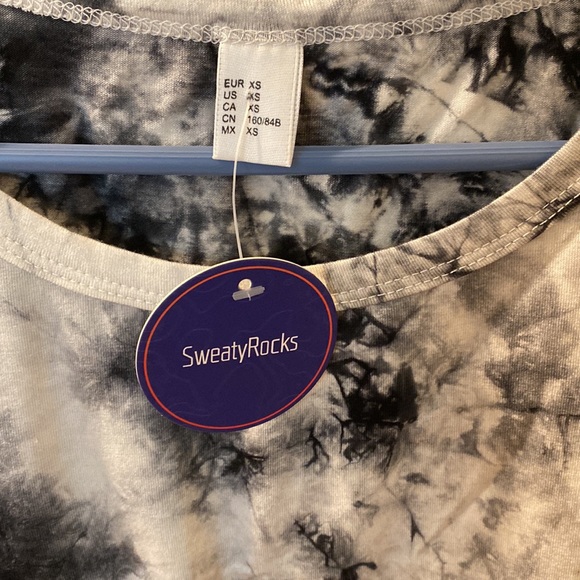 EUR XS
US XS
CA XS
CN 160/84B
MX XS
SweatyRocks